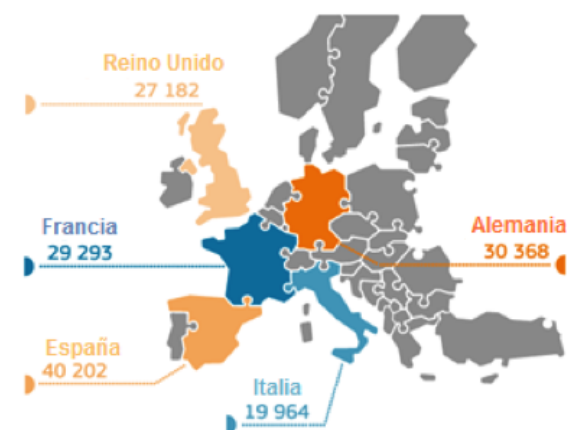 Reino Unido
27 182
Francia
29 293
Alemania
30 368
España
40 202
Italia
19 964